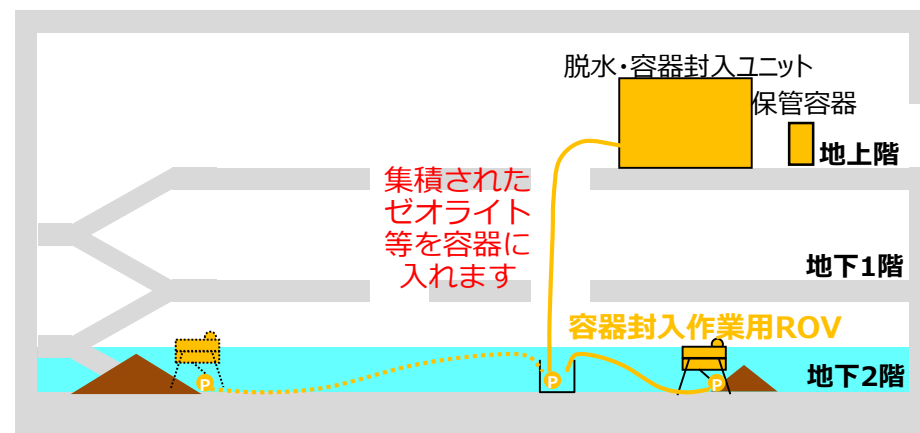 脱水・容器封入ユニット
保管容器
地上階
集積された
ゼオライト
等を容器に
入れます
地下1階
容器封入作業用ROV
地下2階
P
P
P